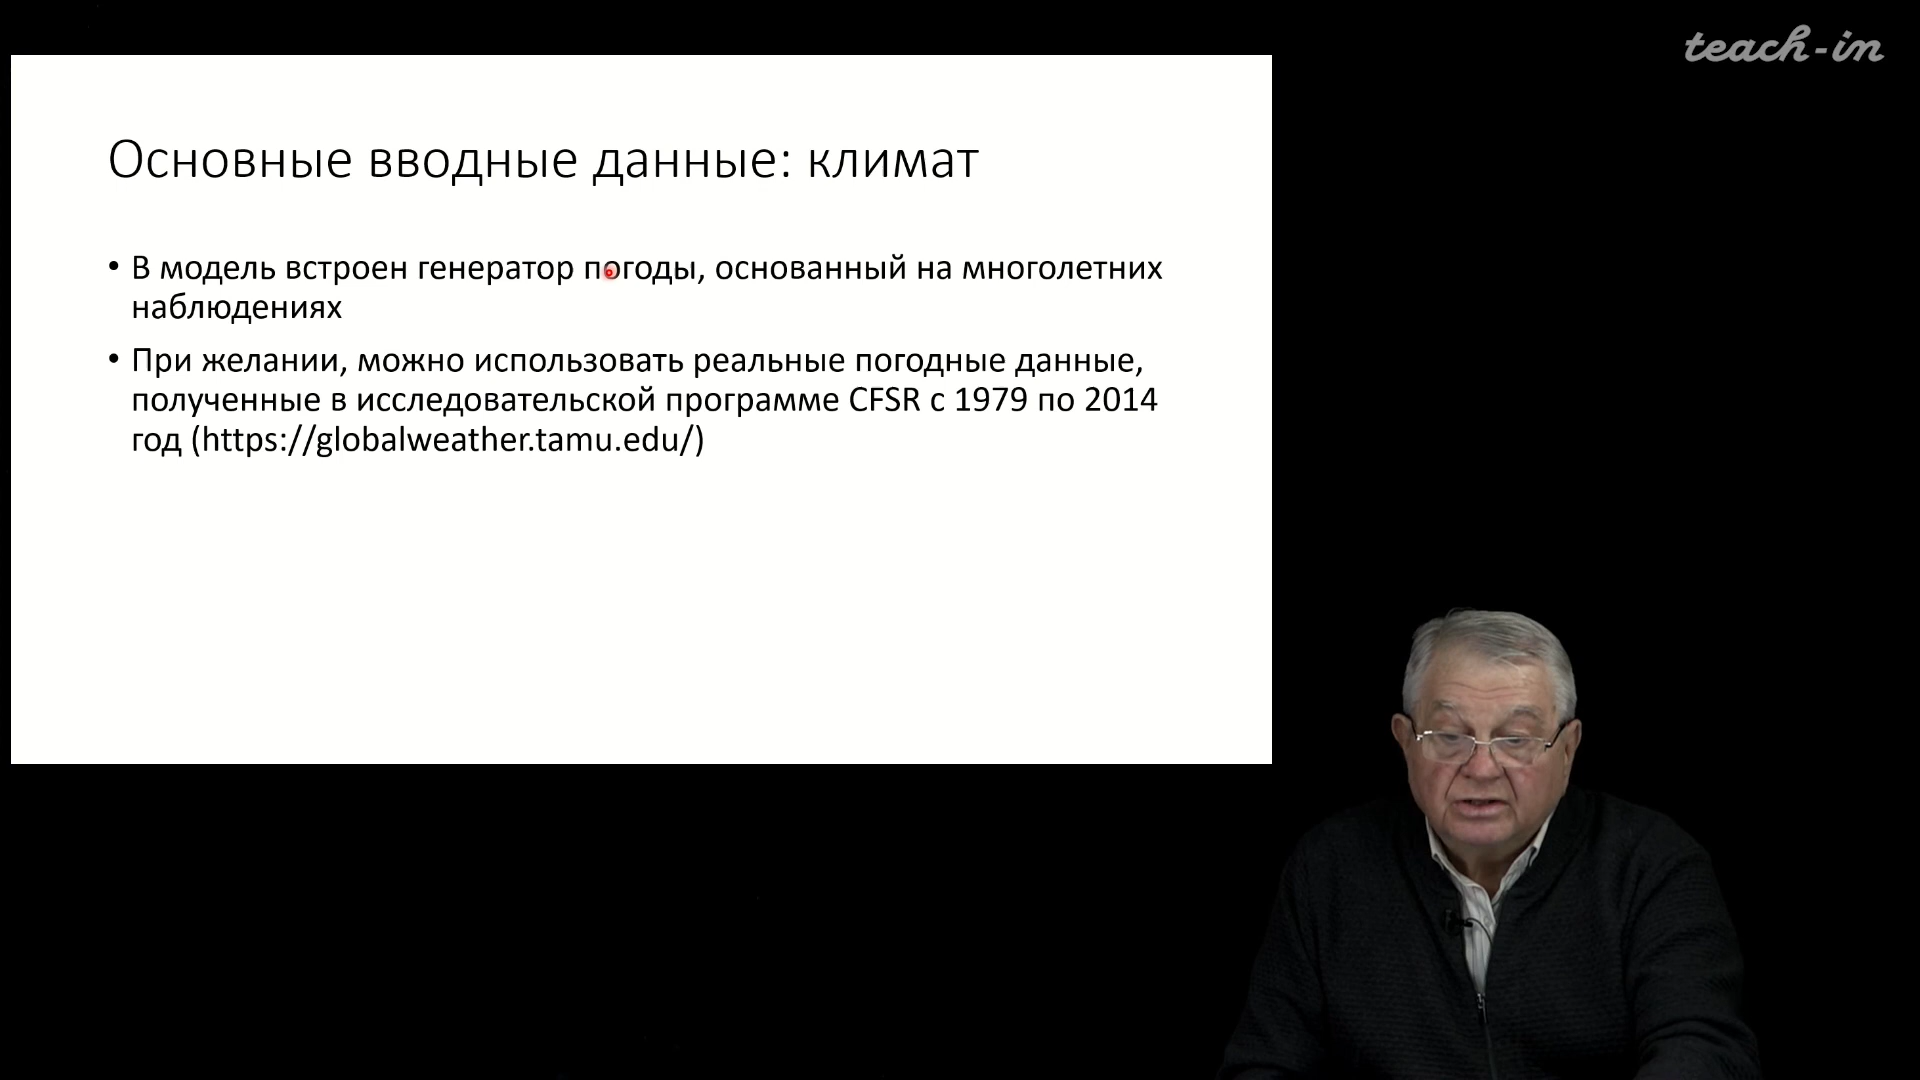 teach-in
Основные вводные данные: климат
• В модель встроен генератор погоды, основанный на многолетних
наблюдениях
• При желании, можно использовать реальные погодные данные,
полученные в исследовательской программе CFSR с 1979 по 2014
год (https://globalweather.tamu.edu/)